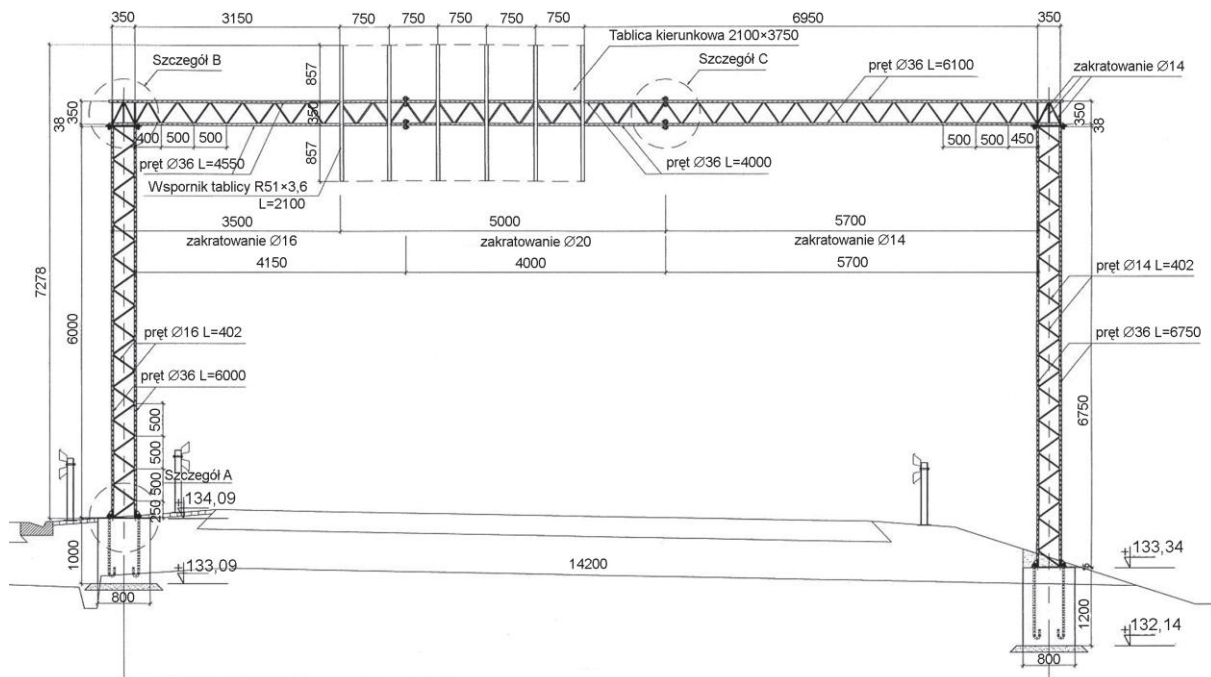 350
3150
750
750
750
750
750
6950
350
Tablica kierunkowa 2100×3750
Szczegół B
Szczegół C
pręt Ø36 L=6100
zakratowanie Ø14
857
350
350
350
38
38
400
500
500
500
500
450
857
pręt Ø36 L=4550
pręt Ø36 L=4000
Wspornik tablicy R51×3,6
L=2100
3500
5000
5700
zakratowanie Ø16
zakratowanie Ø20
zakratowanie Ø14
4150
4000
5700
7278
6000
pręt Ø14 L=402
pręt Ø16 L=402
pręt Ø36 L=6750
pręt Ø36 L=6000
500
500
500
250
6750
Szczegół A
+134,09
1000
+133,09
14200
+133,34
800
1200
+132,14
800